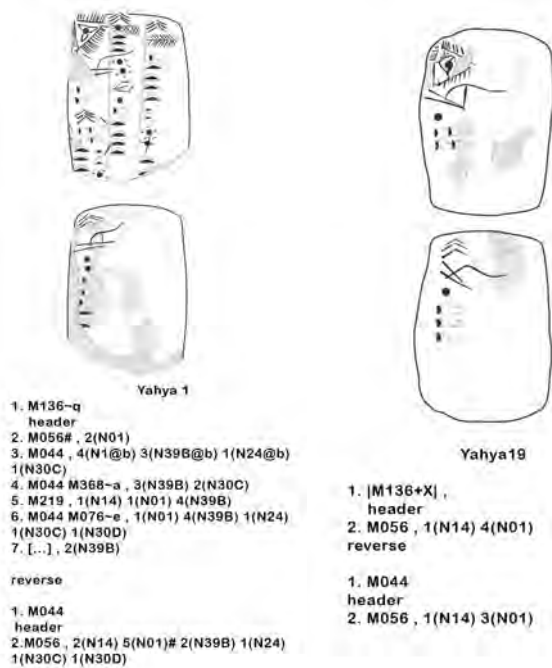 Yahya 1
1. M136~q
header
2. M056# , 2(N01)
3. M044 , 4(N1@b) 3(N39B@b) 1(N24@b)
1(N30C)
4. M044 M368~a , 3(N39B) 2(N30C)
5. M219 , 1(N14) 1(N01) 4(N39B)
6. M044 M076~e , 1(N01) 4(N39B) 1(N24)
1(N30C) 1(N30D)
7. [...] , 2(N39B)
reverse
1. M044
header
2.M056 , 2(N14) 5(N01)# 2(N39B) 1(N24)
1(N30C) 1(N30D)
Yahya19
1. |M136+X| ,
header
2. M056 , 1(N14) 4(N01)
reverse
1. M044
header
2. M056 , 1(N14) 3(N01)